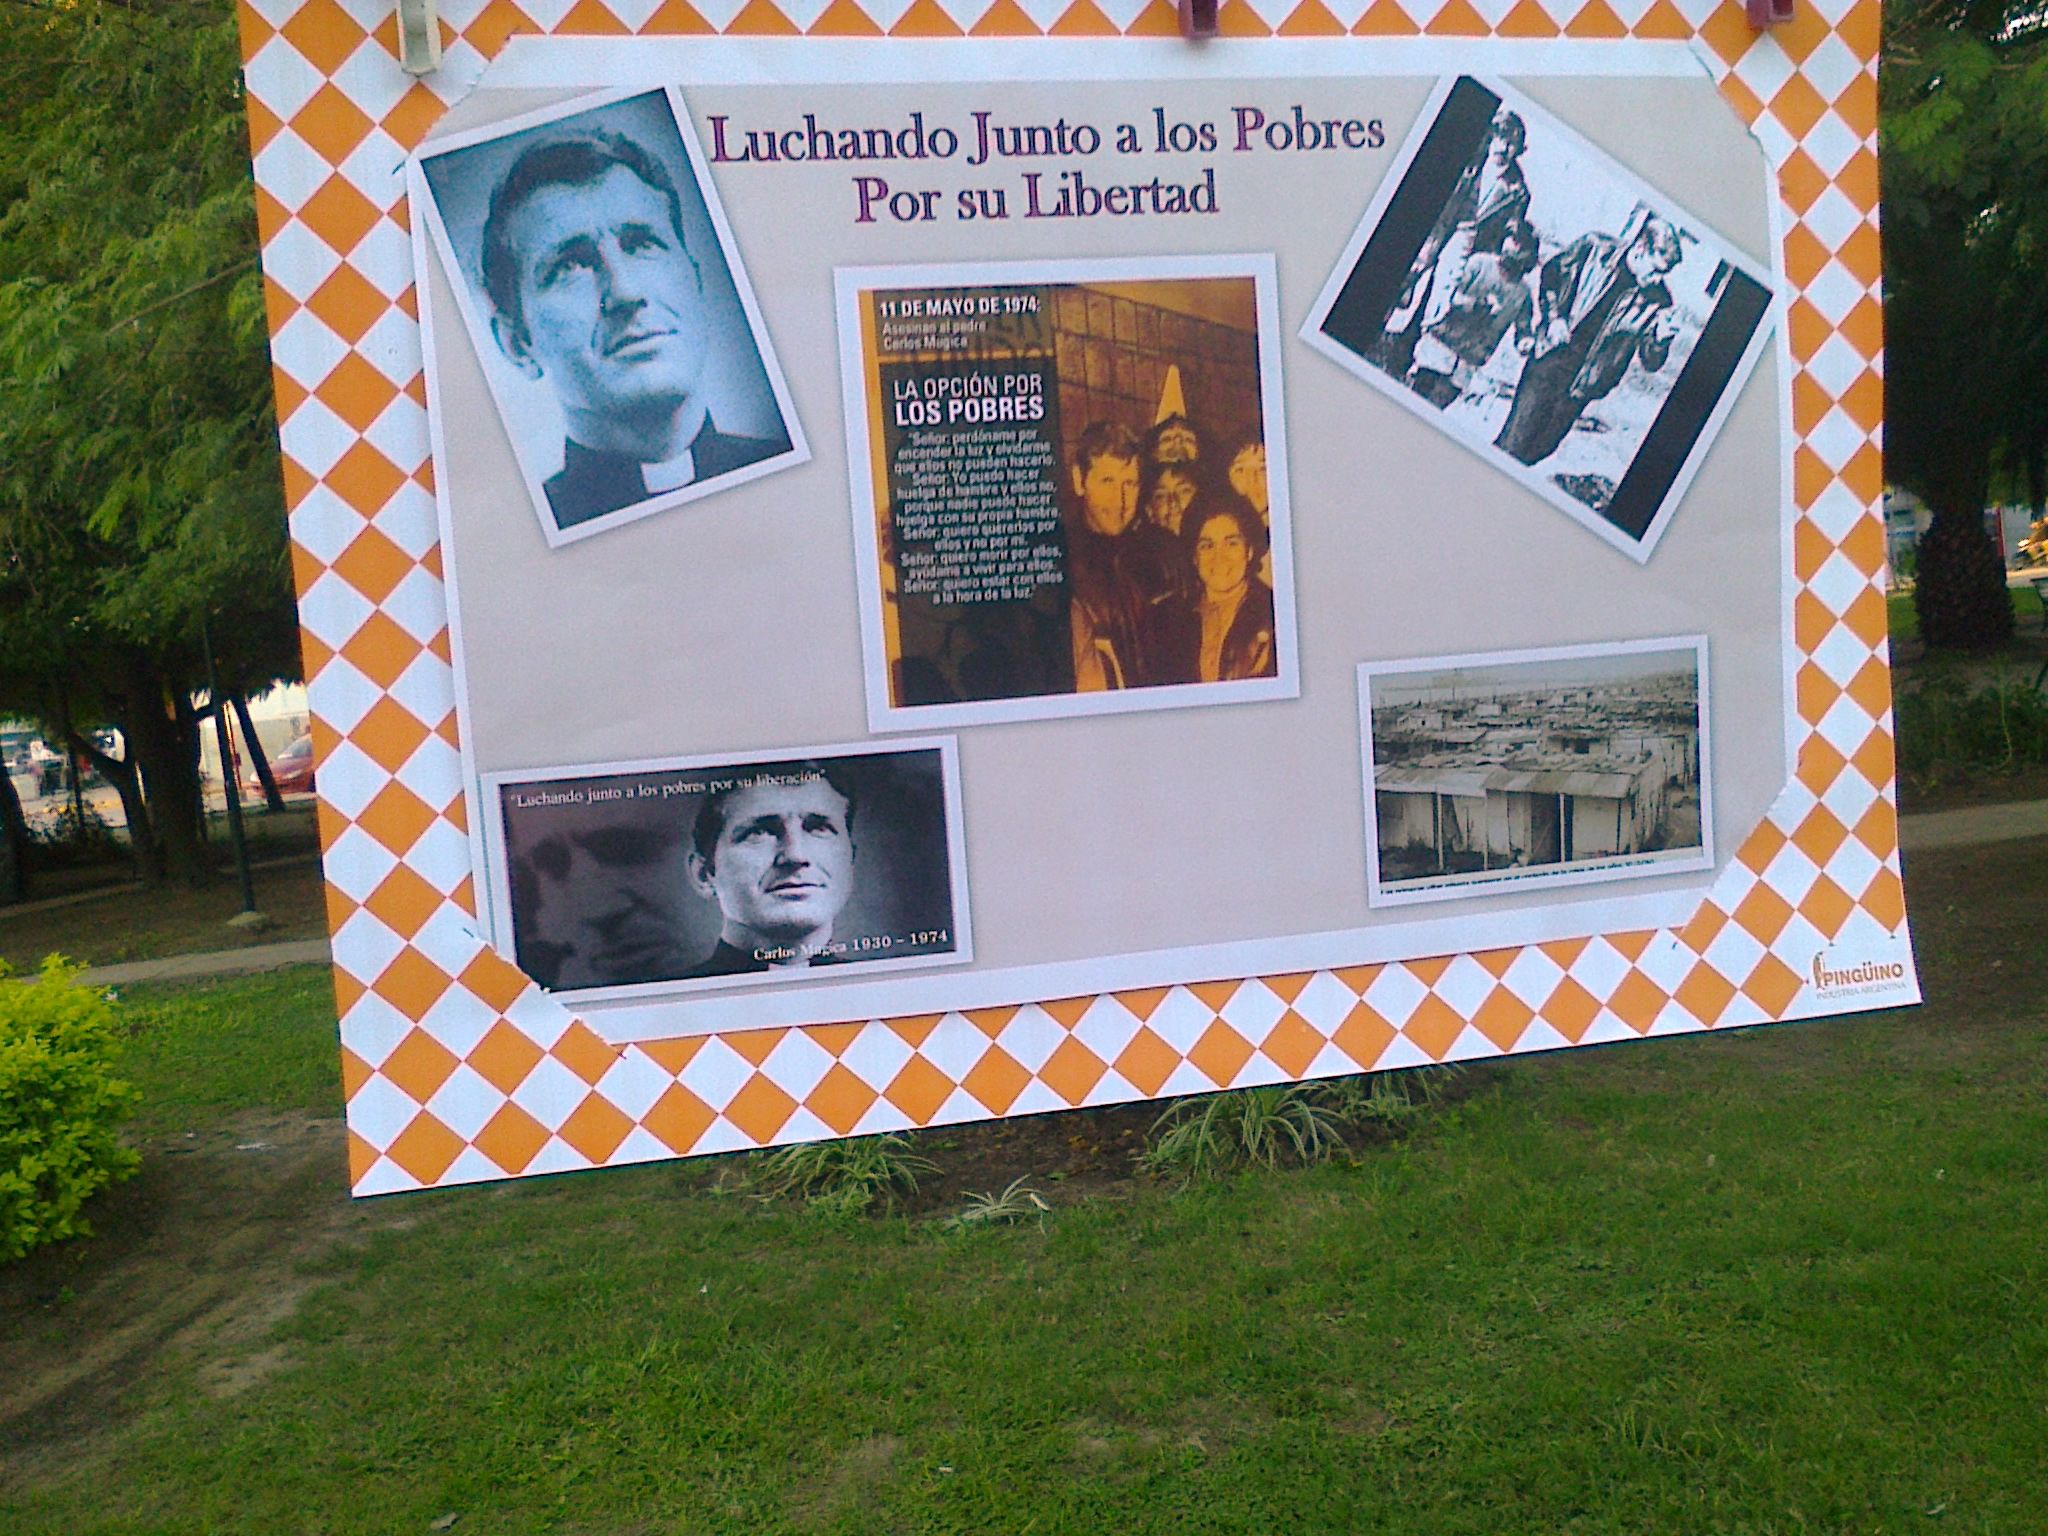 Luchando Junto a los Pobres
Por su Libertad
11 DE MAYO DE 1974:
Asesinan al padre
Carlos Mugica
LA OPCIÓN POR
LOS POBRES
"Señor: perdóname por
encender la luz y olvidarme
que ellos no pueden hacerlo.
Señor: Yo puedo hacer
huelga de hambre y ellos no,
porque nadie puede hacer
huelga con su propia hambre.
Señor: quiero quererlos por
ellos y no por mi.
Señor: quiero morir por ellos,
ayúdame a vivir para ellos.
Señor: quiero estar con ellos
a la hora de la luz."
"Luchando junto a los pobres por su liberación"
Carlos Mugica 1930 - 1974
PINGÜINO
INDUSTRIA ARGENTINA